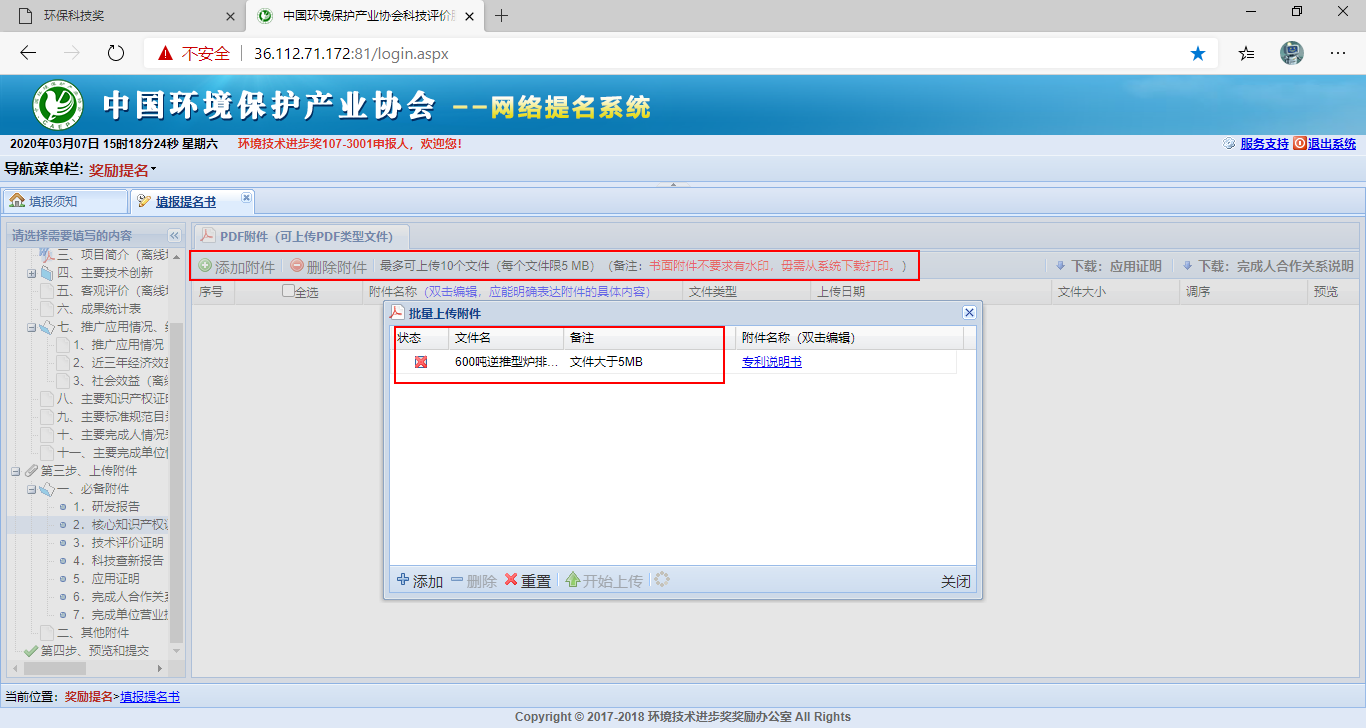 环保科技奖
中国环境保护产业协会科技评价
不安全 36.112.71.172:81/login.aspx
中国环境保护产业协会 --网络提名系统
2020年03月07日 15时18分24秒 星期六 环境技术进步奖107-3001申报人，欢迎您！ 服务支持 退出系统
导航菜单栏: 奖励提名
填报须知 填报提名书
请选择需要填写的内容
三、项目简介（离线
四、主要技术创新
五、客观评价（离线
六、成果统计表
七、推广应用情况、
1、推广应用情况
2、近三年经济效
3、社会效益（离
八、主要知识产权证
九、主要标准规范目
十、主要完成人情况
十一、主要完成单位
第三步、上传附件
一、必备附件
1．研发报告
2．核心知识产权
3．技术评价证明
4．科技查新报告
5．应用证明
6．完成人合作关
7．完成单位营业
二、其他附件
第四步、预览和提交
PDF附件（可上传PDF类型文件）
添加附件 删除附件 最多可上传10个文件（每个文件限5 MB）（备注：书面附件不要求有水印，毋需从系统下载打印。） 下载：应用证明 下载：完成人合作关系说明
序号 全选 附件名称（双击编辑，应能明确表达附件的具体内容） 文件类型 上传日期 文件大小 调序 预览
批量上传附件
状态 文件名 备注 附件名称（双击编辑）
600吨逆推型炉排... 文件大于5MB 专利说明书
添加 删除 重置 开始上传 关闭
当前位置：奖励提名>填报提名书
Copyright © 2017-2018 环境技术进步奖奖励办公室 All Rights